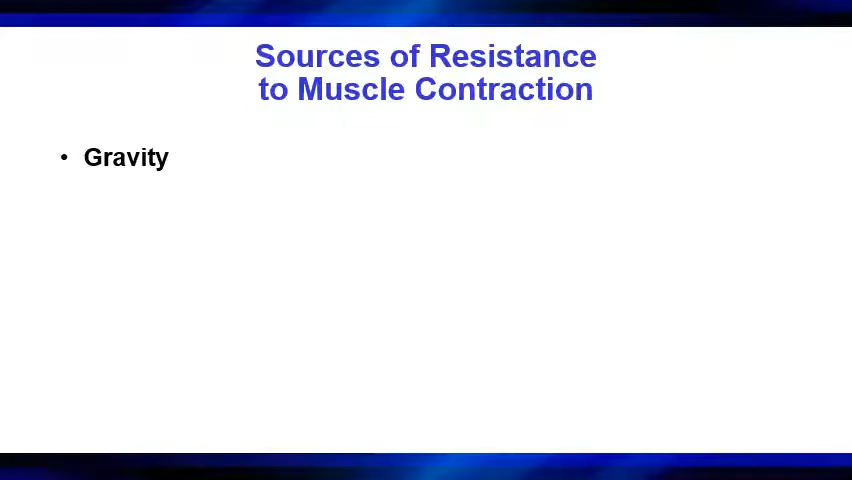 Sources of Resistance
to Muscle Contraction
• Gravity